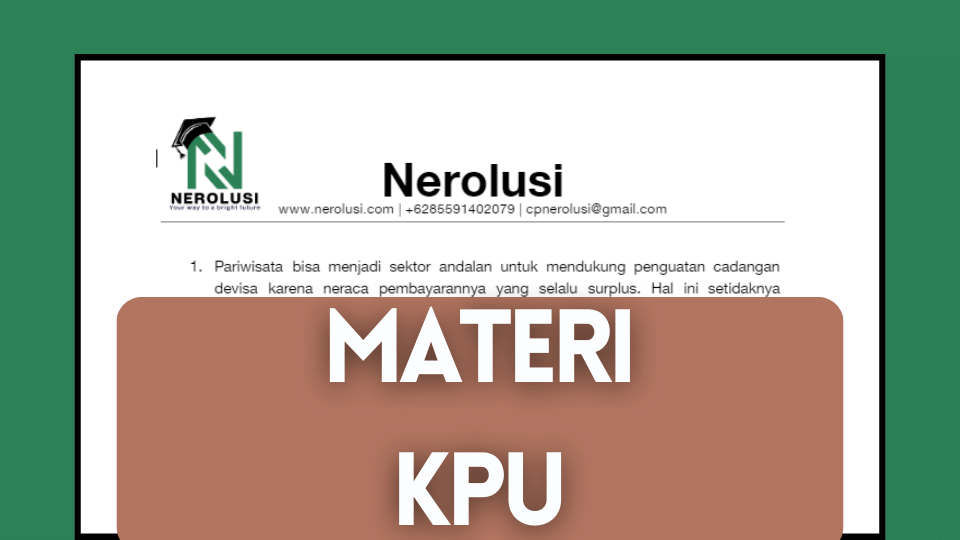 NEROLUSI
Your way to a bright future
Nerolusi
www.nerolusi.com | +6285591402079 | cpnerolusi@gmail.com
1. Pariwisata bisa menjadi sektor andalan untuk mendukung penguatan cadangan
devisa karena neraca pembayarannya yang selalu surplus. Hal ini setidaknya
MATERI
KPU